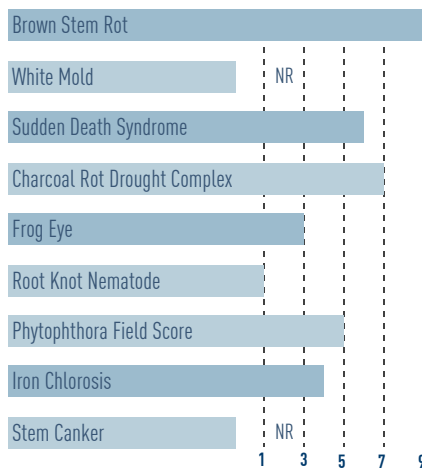 Brown Stem Rot
White Mold NR
Sudden Death Syndrome
Charcoal Rot Drought Complex
Frog Eye
Root Knot Nematode
Phytophthora Field Score
Iron Chlorosis
Stem Canker NR
1 3 5 7 9